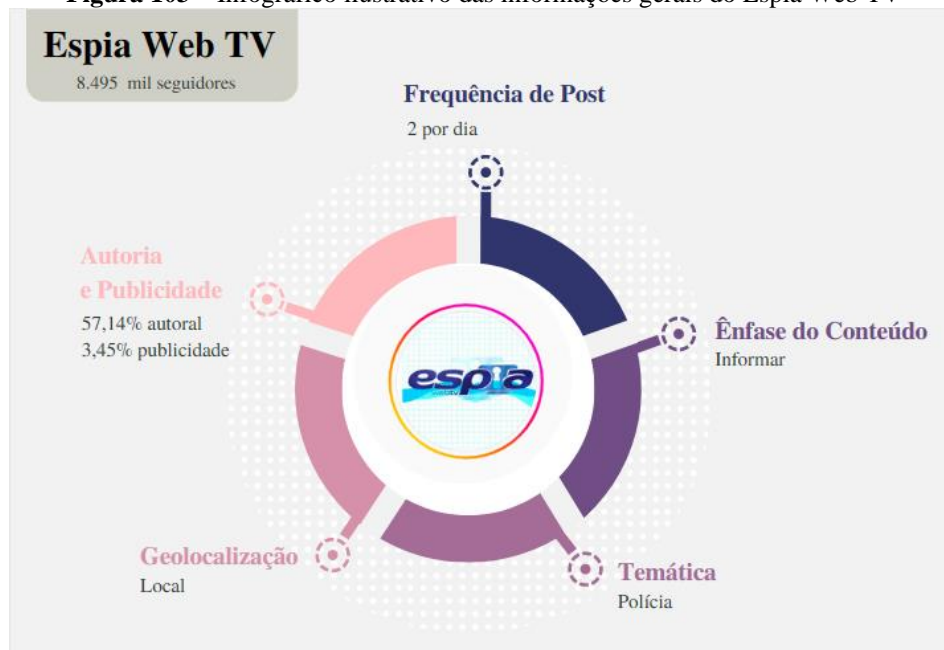 Espia Web TV
8.495 mil seguidores
Frequência de Post
2 por dia
Autoria
e Publicidade
57,14% autoral
3,45% publicidade
Ênfase do Conteúdo
Informar
espia
Geolocalização
Local
Temática
Polícia